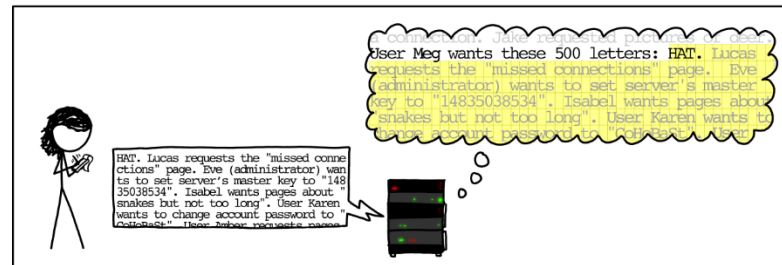 a connection. Jake requested pictures of deer.
User Meg wants these 500 letters: HAT. Lucas
requests the "missed connections" page. Eve
(administrator) wants to set server's master
key to "14835038534". Isabel wants pages about
"snakes but not too long". User Karen wants to
change account password to "CoHoBaSt". User
HAT. Lucas requests the "missed conne
ctions" page. Eve (administrator) wan
ts to set server's master key to "148
35038534". Isabel wants pages about "
snakes but not too long". User Karen
wants to change account password to "
CoHoBaSt". User Amber requests pages